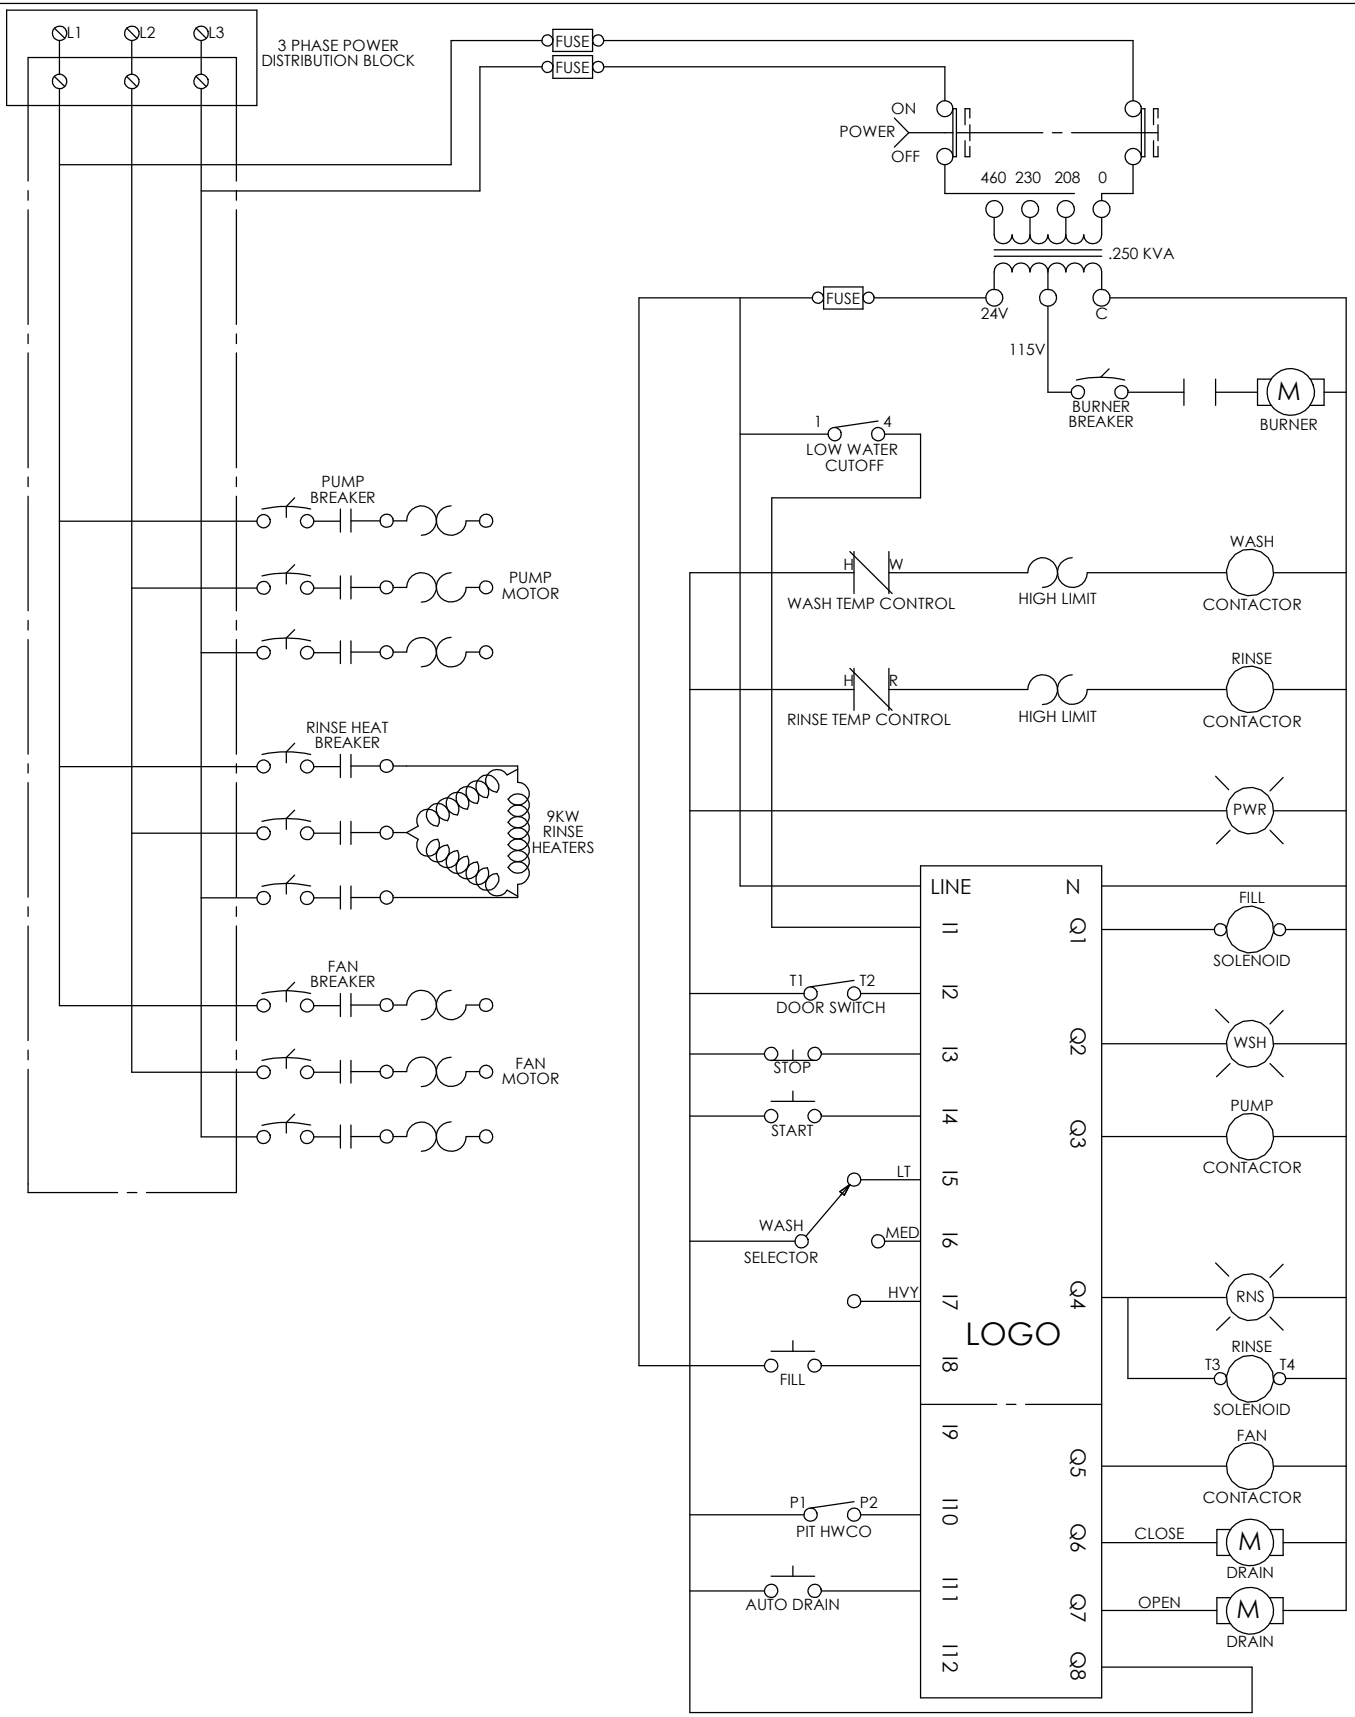 L1
L2
L3
3 PHASE POWER
DISTRIBUTION BLOCK
FUSE
FUSE
ON
POWER
OFF
460 230 208 0
.250 KVA
FUSE
24V
C
115V
BURNER
BREAKER
M
BURNER
1
4
LOW WATER
CUTOFF
PUMP
BREAKER
PUMP
MOTOR
H
W
WASH TEMP CONTROL
HIGH LIMIT
WASH
CONTACTOR
H
R
RINSE TEMP CONTROL
HIGH LIMIT
RINSE
CONTACTOR
RINSE HEAT
BREAKER
9KW
RINSE
HEATERS
PWR
LINE
N
I1
Q1
FILL
SOLENOID
FAN
BREAKER
FAN
MOTOR
T1
T2
DOOR SWITCH
I2
STOP
I3
Q2
WSH
START
I4
Q3
PUMP
CONTACTOR
LT
I5
WASH
SELECTOR
MED
I6
HVY
I7
Q4
RNS
LOGO
FILL
I8
RINSE
T3
T4
SOLENOID
I9
Q5
FAN
CONTACTOR
P1
P2
PIT HWCO
I10
Q6
CLOSE
M
DRAIN
AUTO DRAIN
I11
Q7
OPEN
M
DRAIN
I12
Q8